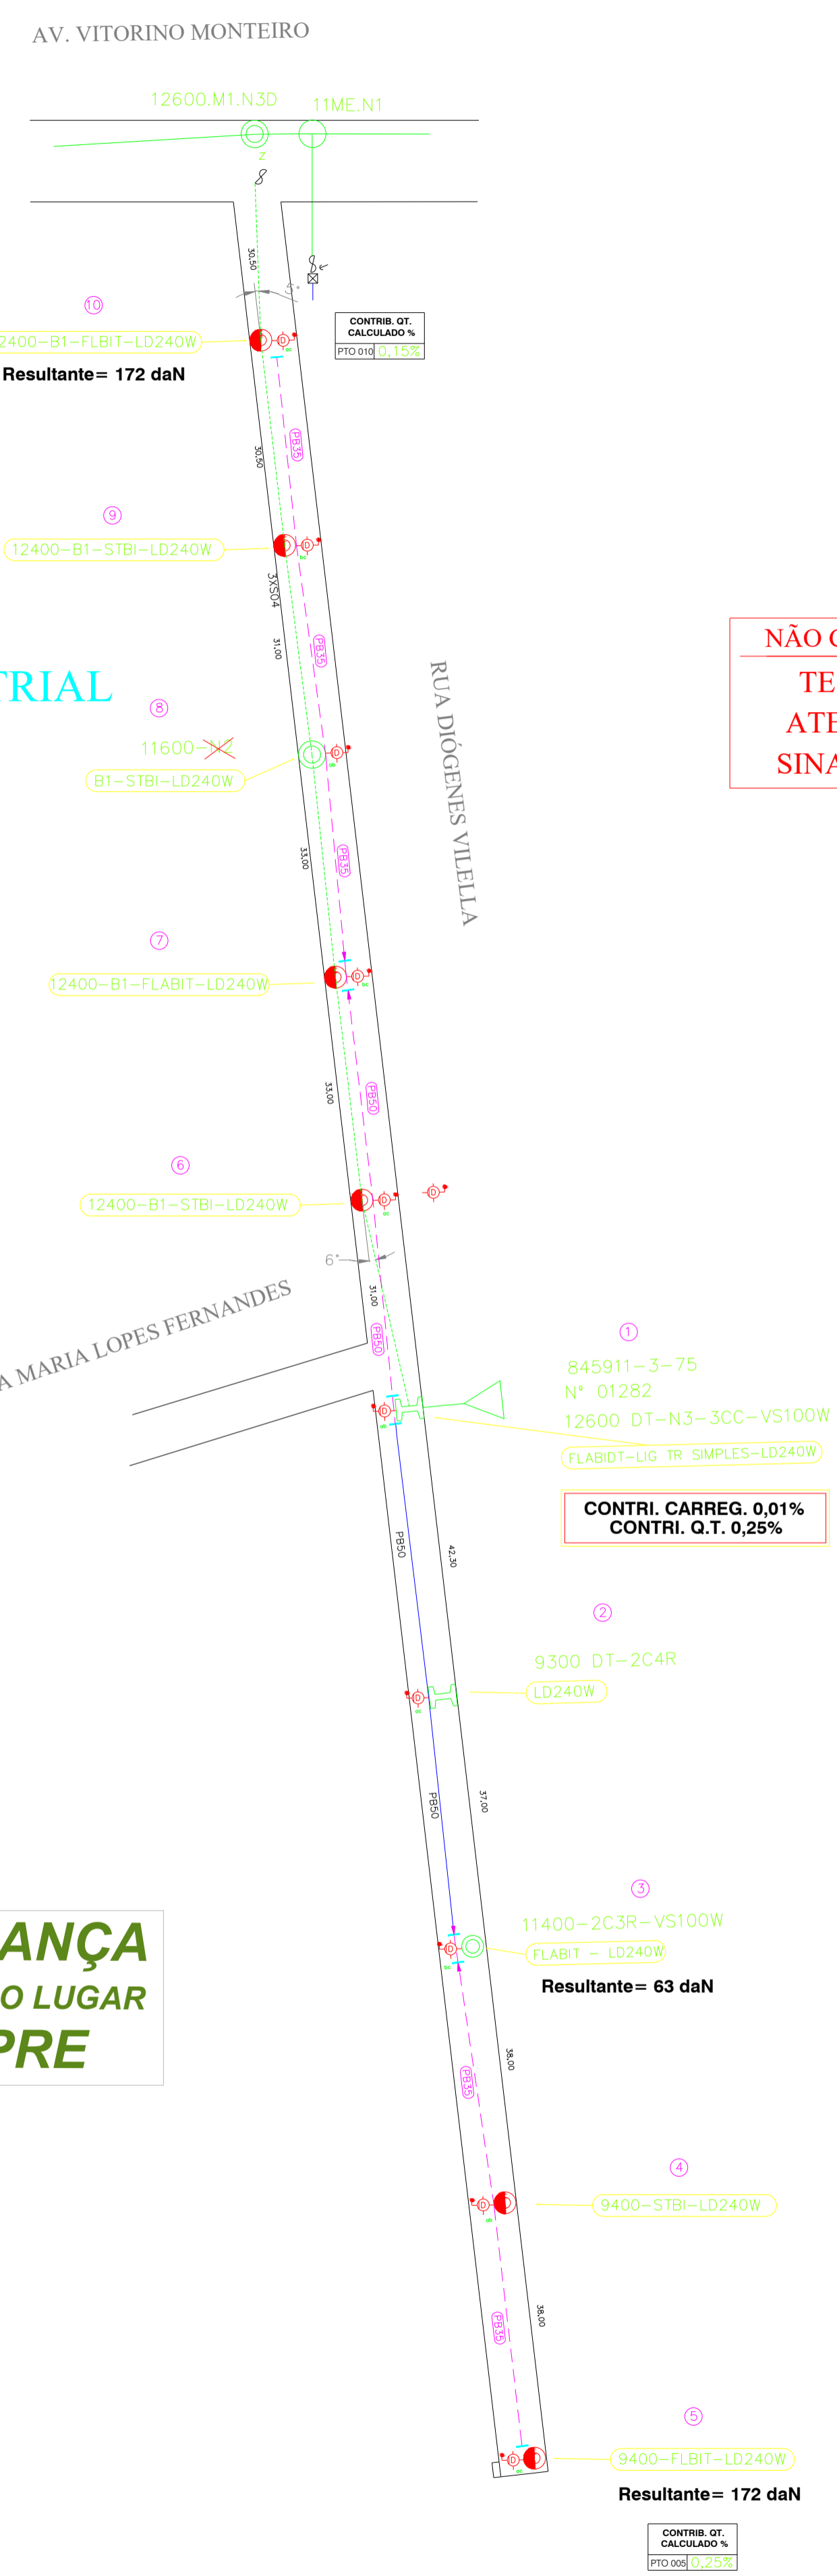 AV. VITORINO MONTEIRO
12600.M1.N3D
11ME.N1
Z
30,50
5°
10
2400-B1-FLBIT-LD240W
Resultante= 172 daN
CONTRIB. QT.
CALCULADO %
PTO 010 0,15%
PB35
30,50
9
12400-B1-STBI-LD240W
3XS04
31,00
PB35
TRIAL
8
11600-N2
B1-STBI-LD240W
RUA DIÓGENES VILELLA
NÃO
TE
ATE
SINA
33,00
PB35
7
12400-B1-FLABIT-LD240W
33,00
PB50
6
12400-B1-STBI-LD240W
6°
31,00
PB50
A MARIA LOPES FERNANDES
1
845911-3-75
N° 01282
12600 DT-N3-3CC-VS100W
FLABIDT-LIG TR SIMPLES-LD240W
CONTRI. CARREG. 0,01%
CONTRI. Q.T. 0,25%
PB50
42,30
2
9300 DT-2C4R
LD240W
PB50
37,00
3
11400-2C3R-VS100W
FLABIT - LD240W
Resultante= 63 daN
ANÇA
O LUGAR
PRE
38,00
PB35
4
9400-STBI-LD240W
38,00
PB35
5
9400-FLBIT-LD240W
Resultante= 172 daN
CONTRIB. QT.
CALCULADO %
PTO 005 0,25%